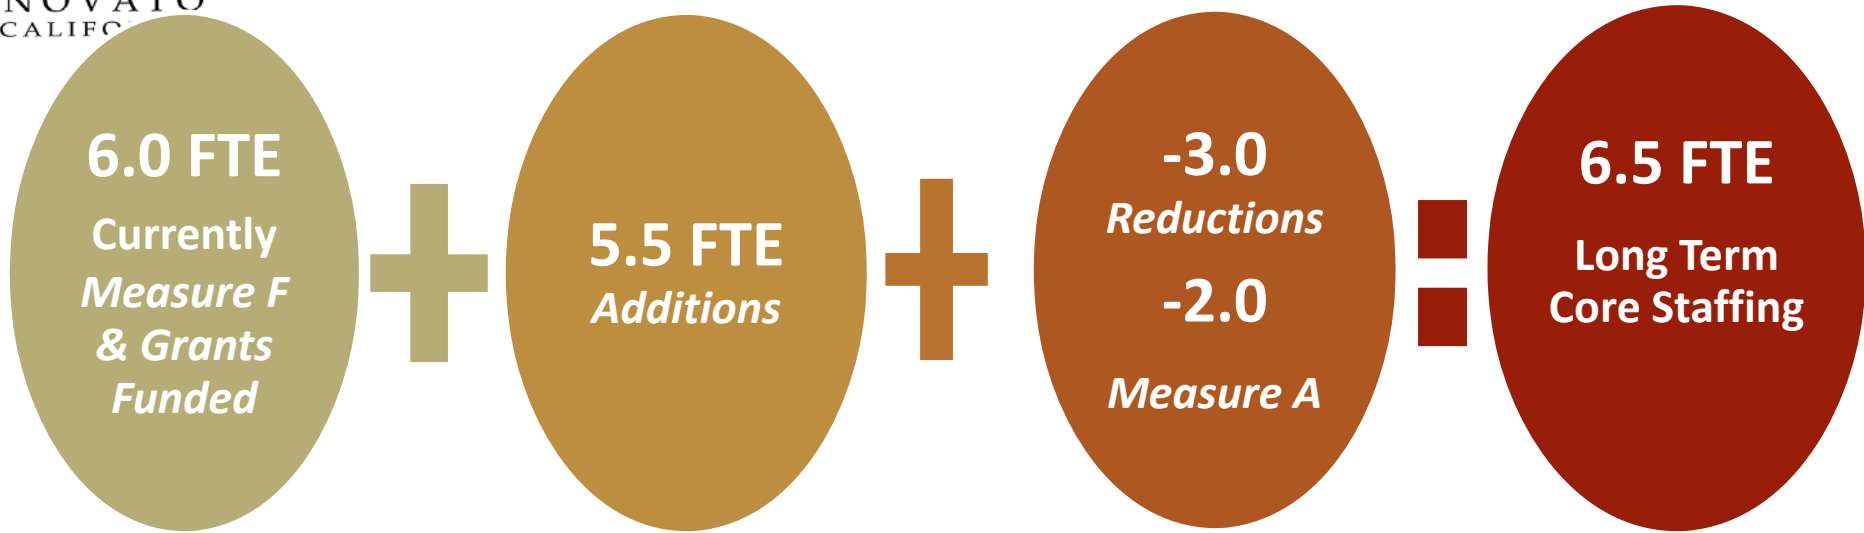 NOVATO
6.0 FTE
Currently
Measure F
& Grants
Funded
5.5 FTE
Additions
-3.0
Reductions
-2.0
Measure A
6.5 FTE
Long Term
Core Staffing